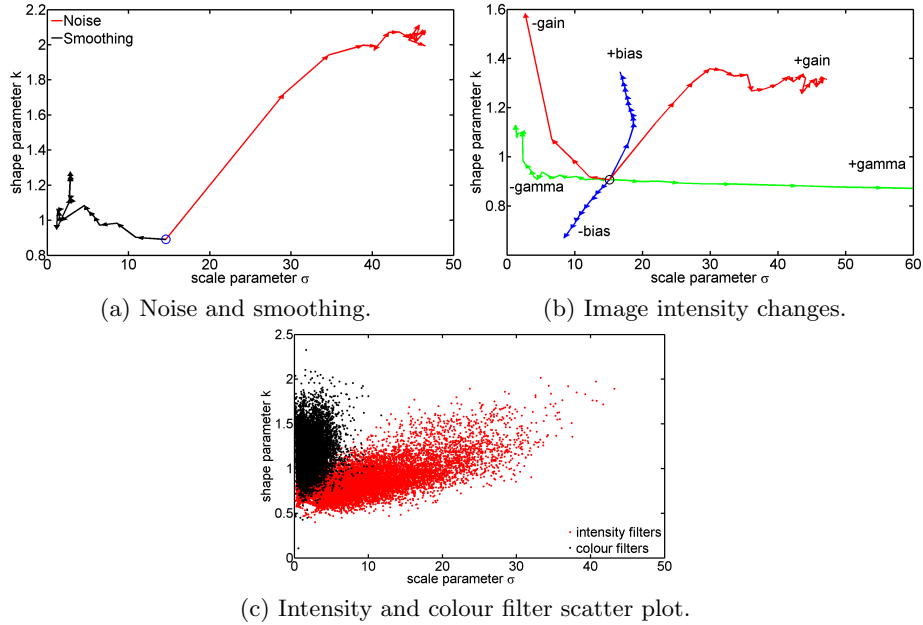 2.2
2
1.8
1.6
1.4
1.2
1
0.8
shape parameter k
Noise
Smoothing
0
10
20
30
40
50
scale parameter σ
(a) Noise and smoothing.
1.6
1.4
1.2
1
0.8
shape parameter k
-gain
+bias
+gain
+gamma
-gamma
-bias
0
10
20
30
40
50
60
scale parameter σ
(b) Image intensity changes.
2.5
2
1.5
1
0.5
0
shape parameter k
intensity filters
colour filters
0
10
20
30
40
50
scale parameter σ
(c) Intensity and colour filter scatter plot.